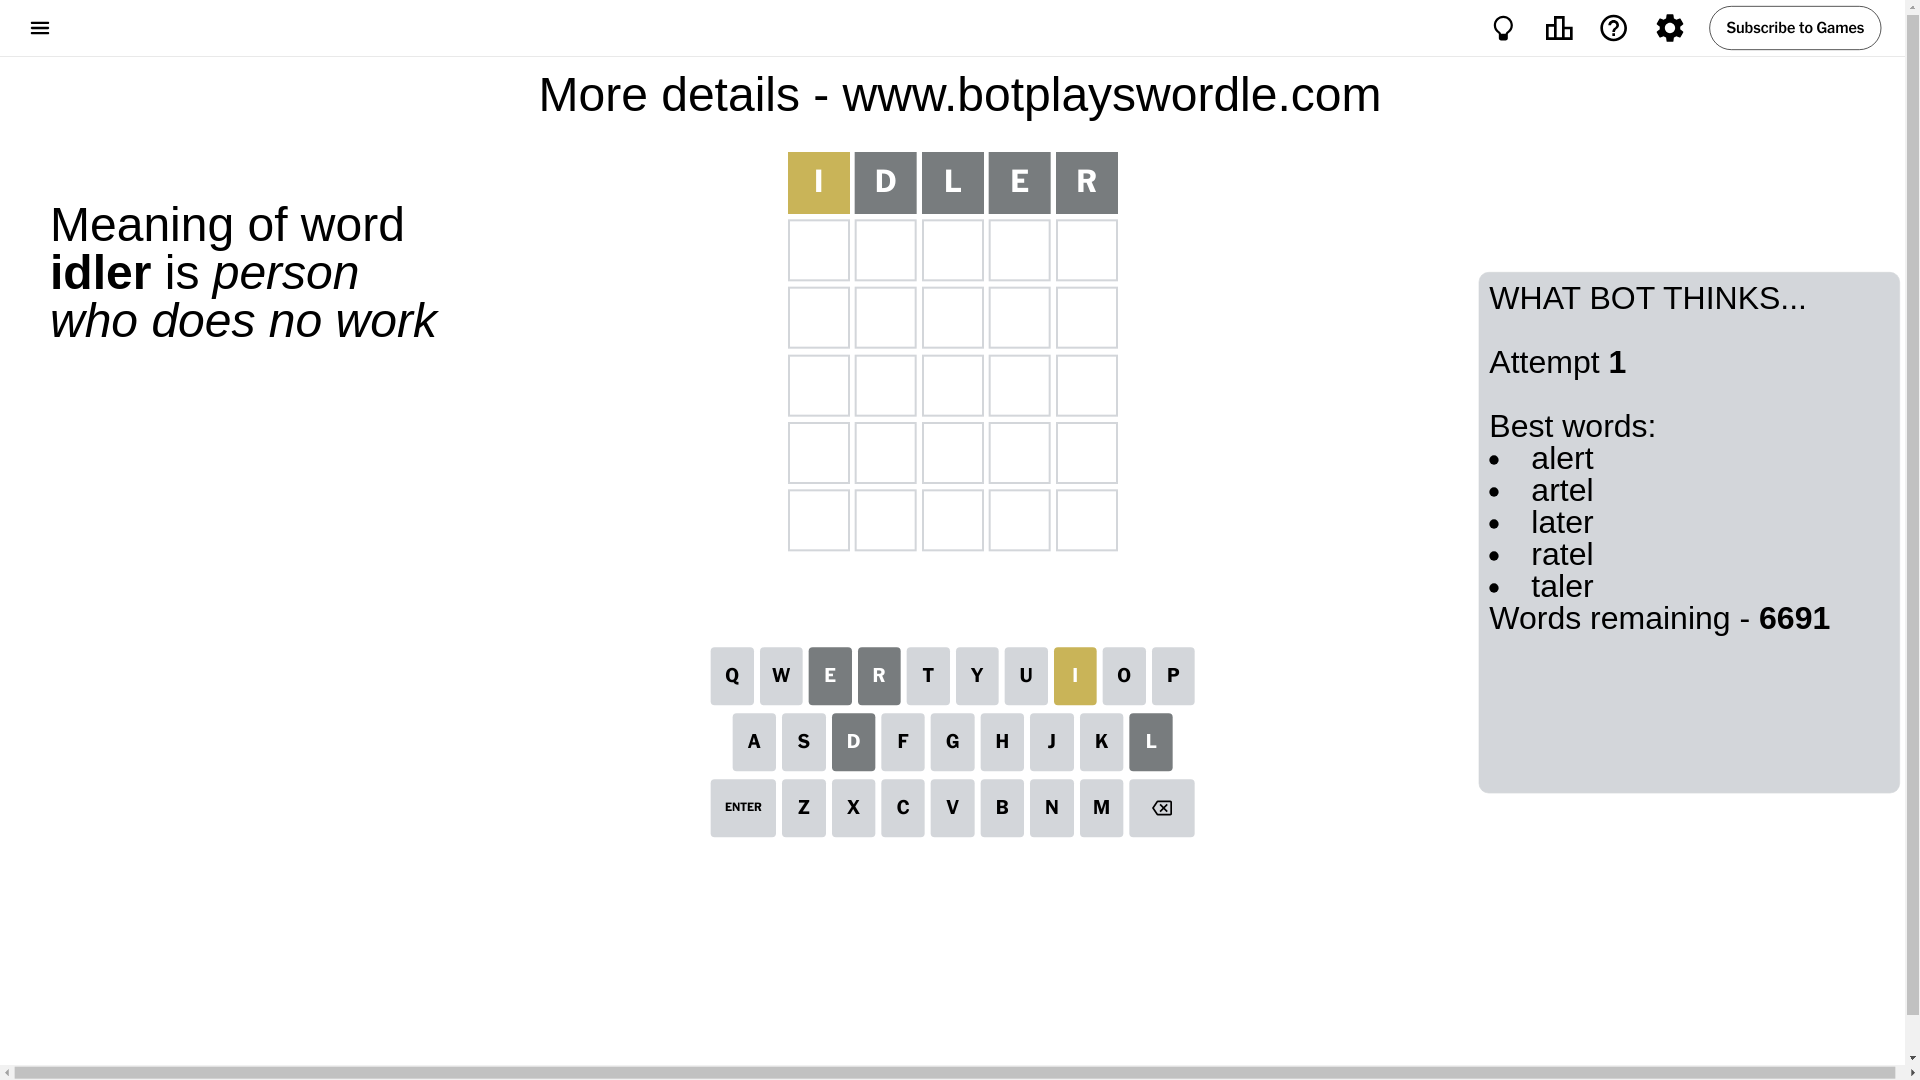 Subscribe to Games
More details - www.botplayswordle.com
Meaning of word
idler is person
who does no work
I D L E R
WHAT BOT THINKS...
Attempt 1
Best words:
• alert
• artel
• later
• ratel
• taler
Words remaining - 6691
Q W E R T Y U I O P
A S D F G H J K L
ENTER Z X C V B N M